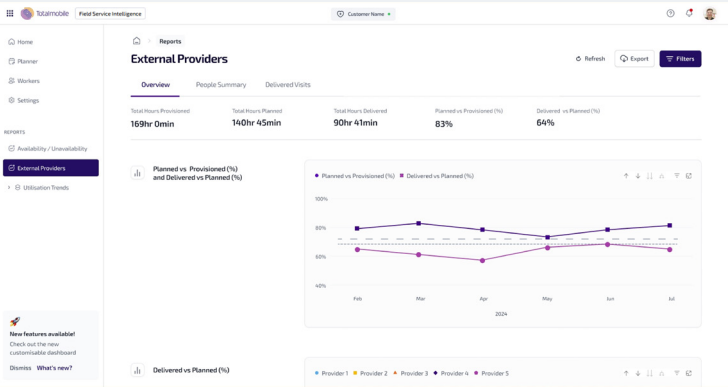 Totalmobile
Field Service Intelligence
Customer Name
Home
Planner
Workers
Settings
REPORTS
Availability / Unavailability
External Providers
Utilisation Trends
New features available!
Check out the new
customisable dashboard
Dismiss What's new?
Reports
External Providers
Refresh
Export
Filters
Overview People Summary Delivered Visits
Total Hours Provisioned Total Hours Planned Total Hours Delivered Planned vs Provisioned (%) Delivered vs Planned (%)
169hr 0min 140hr 45min 90hr 41min 83% 64%
Planned vs Provisioned (%)
and Delivered vs Planned (%)
Planned vs Provisioned (%) Delivered vs Planned (%)
100%
80%
60%
40%
Feb Mar Apr May Jun Jul
2024
Delivered vs Planned (%)
Provider 1 Provider 2 Provider 3 Provider 4 Provider 5